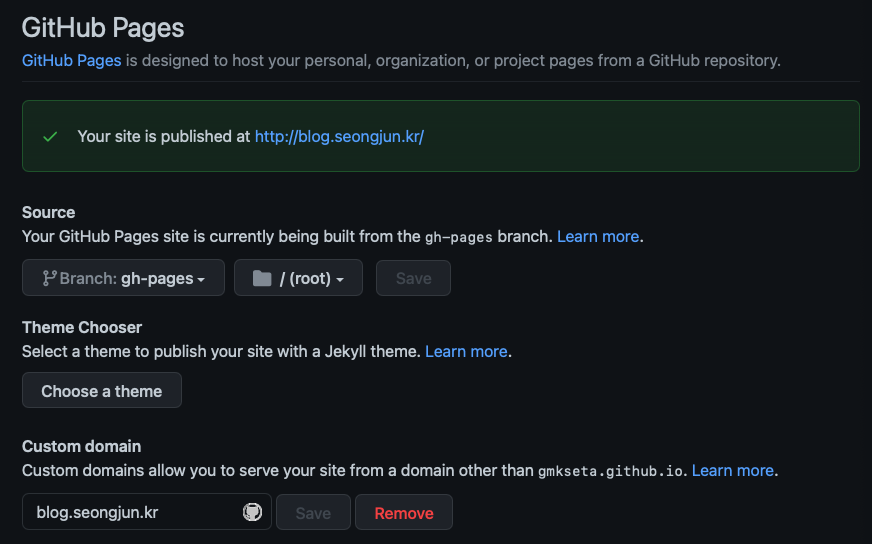 GitHub Pages
GitHub Pages is designed to host your personal, organization, or project pages from a GitHub repository.
Your site is published at http://blog.seongjun.kr/
Source
Your GitHub Pages site is currently being built from the gh-pages branch. Learn more.
Branch: gh-pages / (root) Save
Theme Chooser
Select a theme to publish your site with a Jekyll theme. Learn more.
Choose a theme
Custom domain
Custom domains allow you to serve your site from a domain other than gmkseta.github.io. Learn more.
blog.seongjun.kr Save Remove